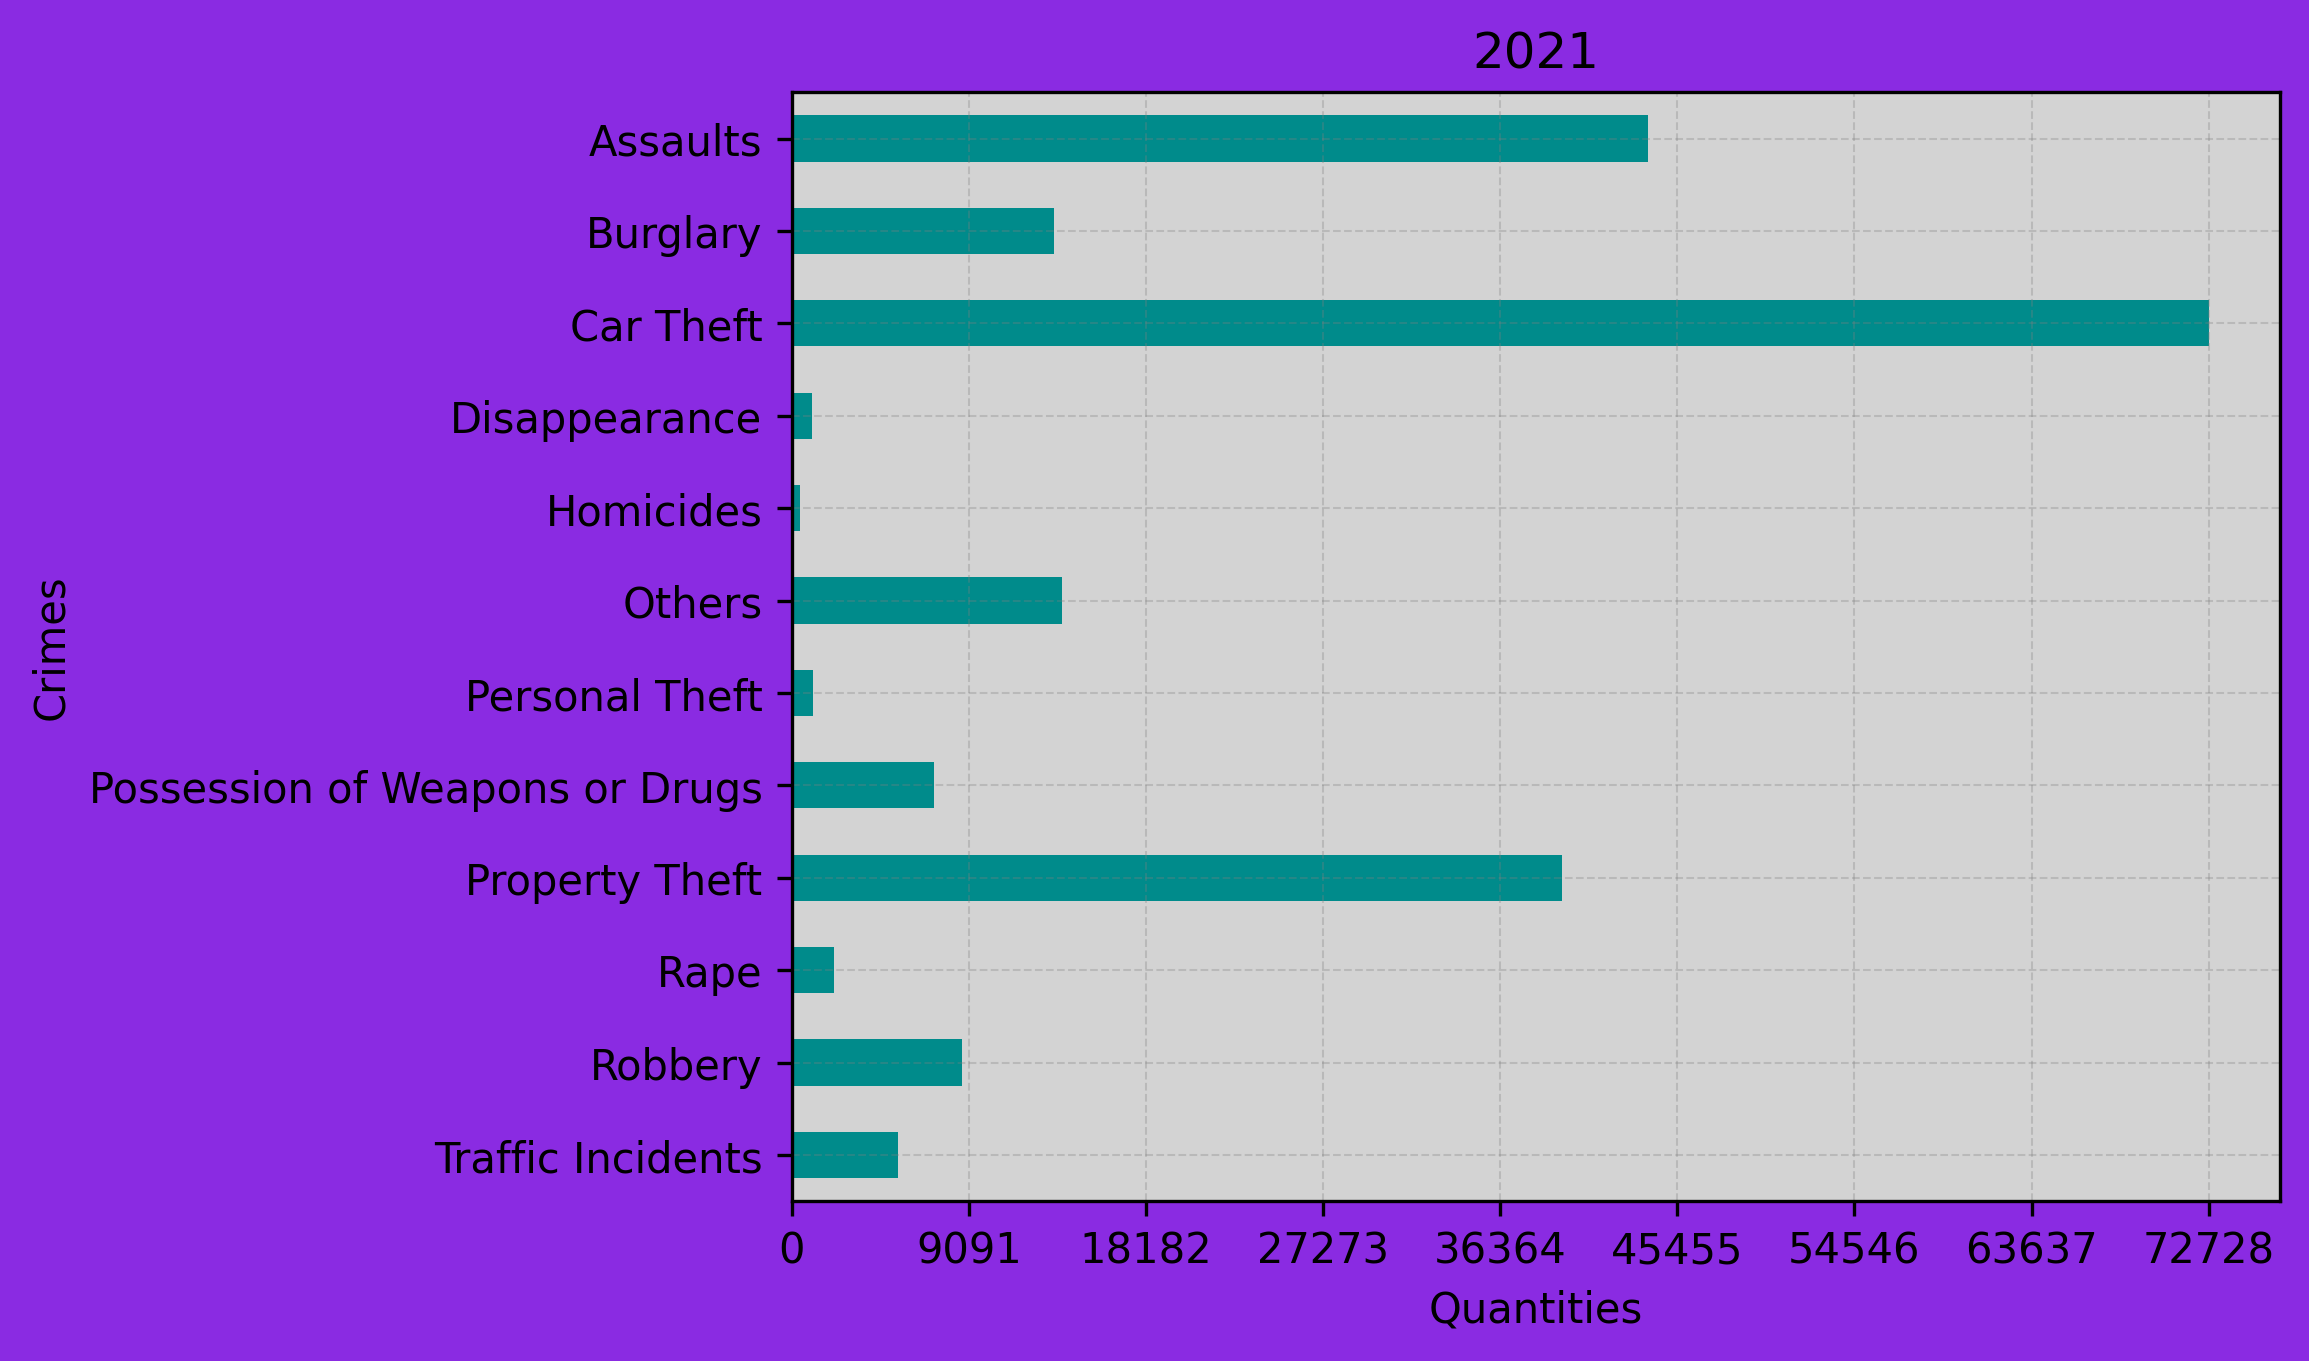 2021
Assaults
Burglary
Car Theft
Disappearance
Homicides
Others
Personal Theft
Possession of Weapons or Drugs
Property Theft
Rape
Robbery
Traffic Incidents
Crimes
0 9091 18182 27273 36364 45455 54546 63637 72728
Quantities